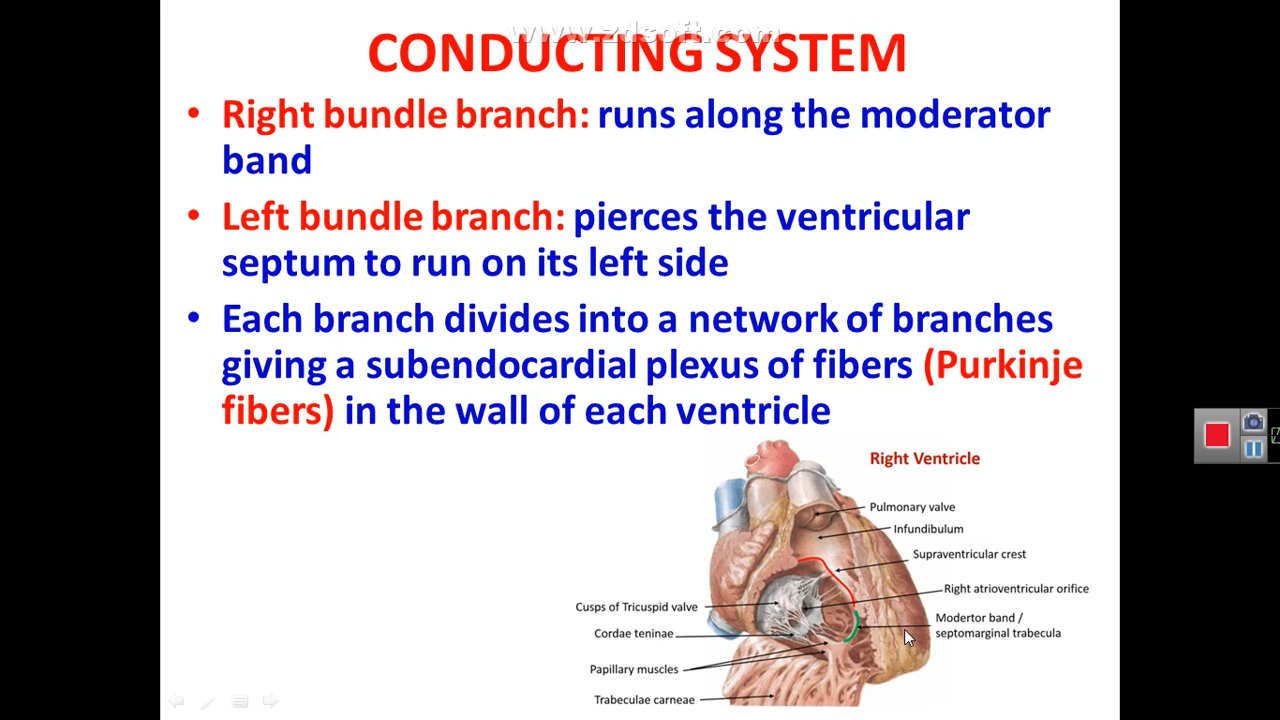 www.zdsoft.com
CONDUCTING SYSTEM
• Right bundle branch: runs along the moderator
band
• Left bundle branch: pierces the ventricular
septum to run on its left side
• Each branch divides into a network of branches
giving a subendocardial plexus of fibers (Purkinje
fibers) in the wall of each ventricle
Right Ventricle
Pulmonary valve
Infundibulum
Supraventricular crest
Right atrioventricular orifice
Cusps of Tricuspid valve
Modertor band /
septomarginal trabecula
Cordae teninae
Papillary muscles
Trabeculae carneae